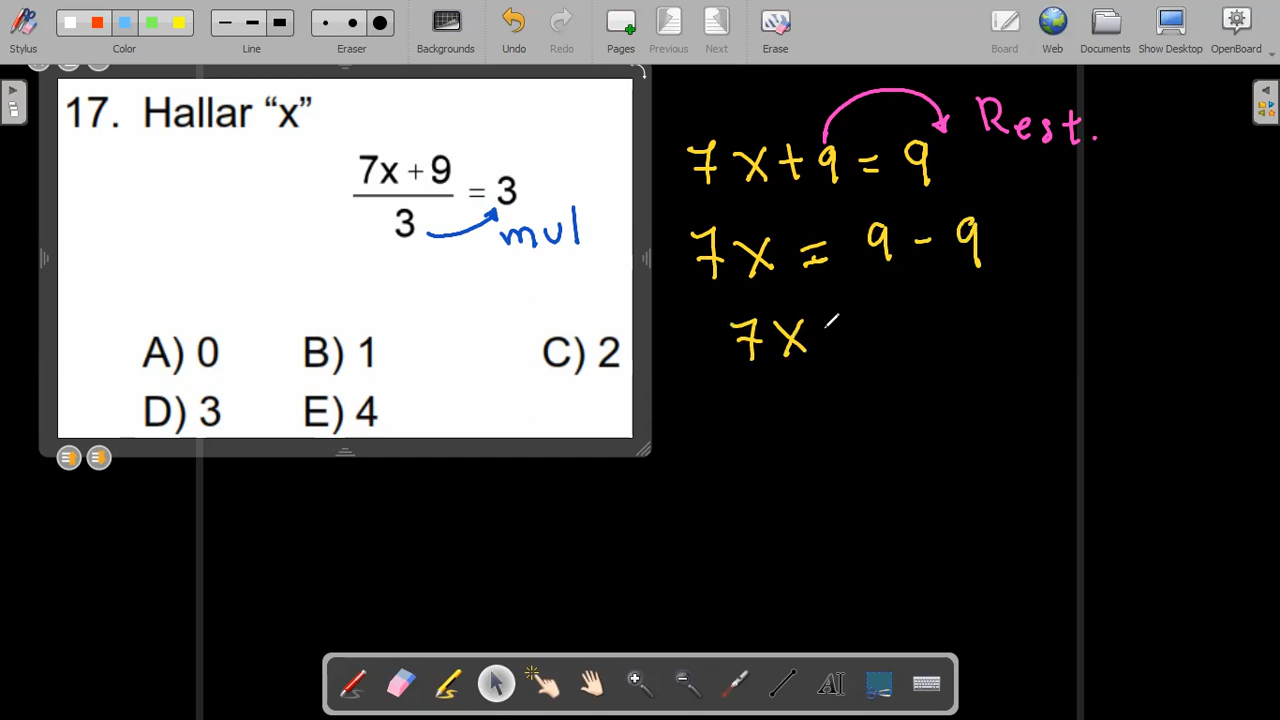 Stylus
Color
Line
Eraser
Backgrounds
Undo
Redo
Pages
Previous
Next
Erase
Board
Web
Documents
Show Desktop
OpenBoard
17. Hallar “x”
7x + 9
= 3
3
mul
A) 0 B) 1 C) 2
D) 3 E) 4
Rest.
7x + 9 = 9
7x = 9 - 9
7x
AI